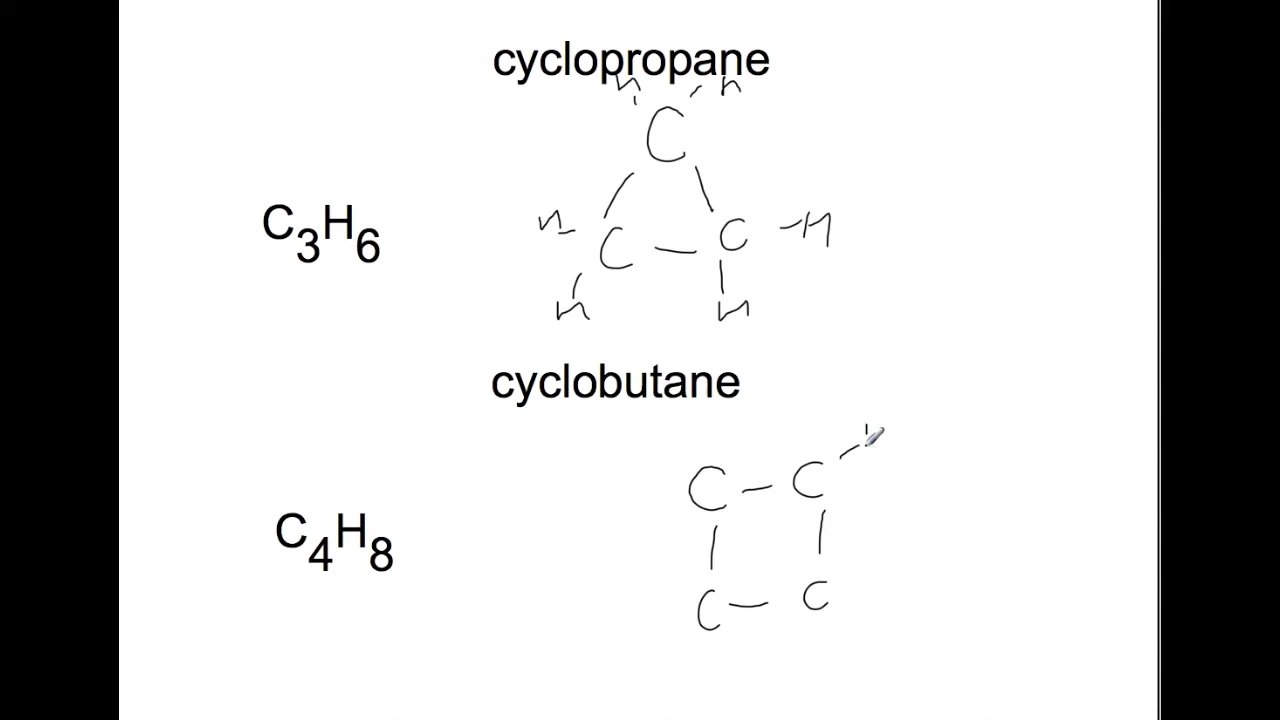 cyclopropane
H H
C
C3H6
H C C H
H H
cyclobutane
C C
C4H8
C C